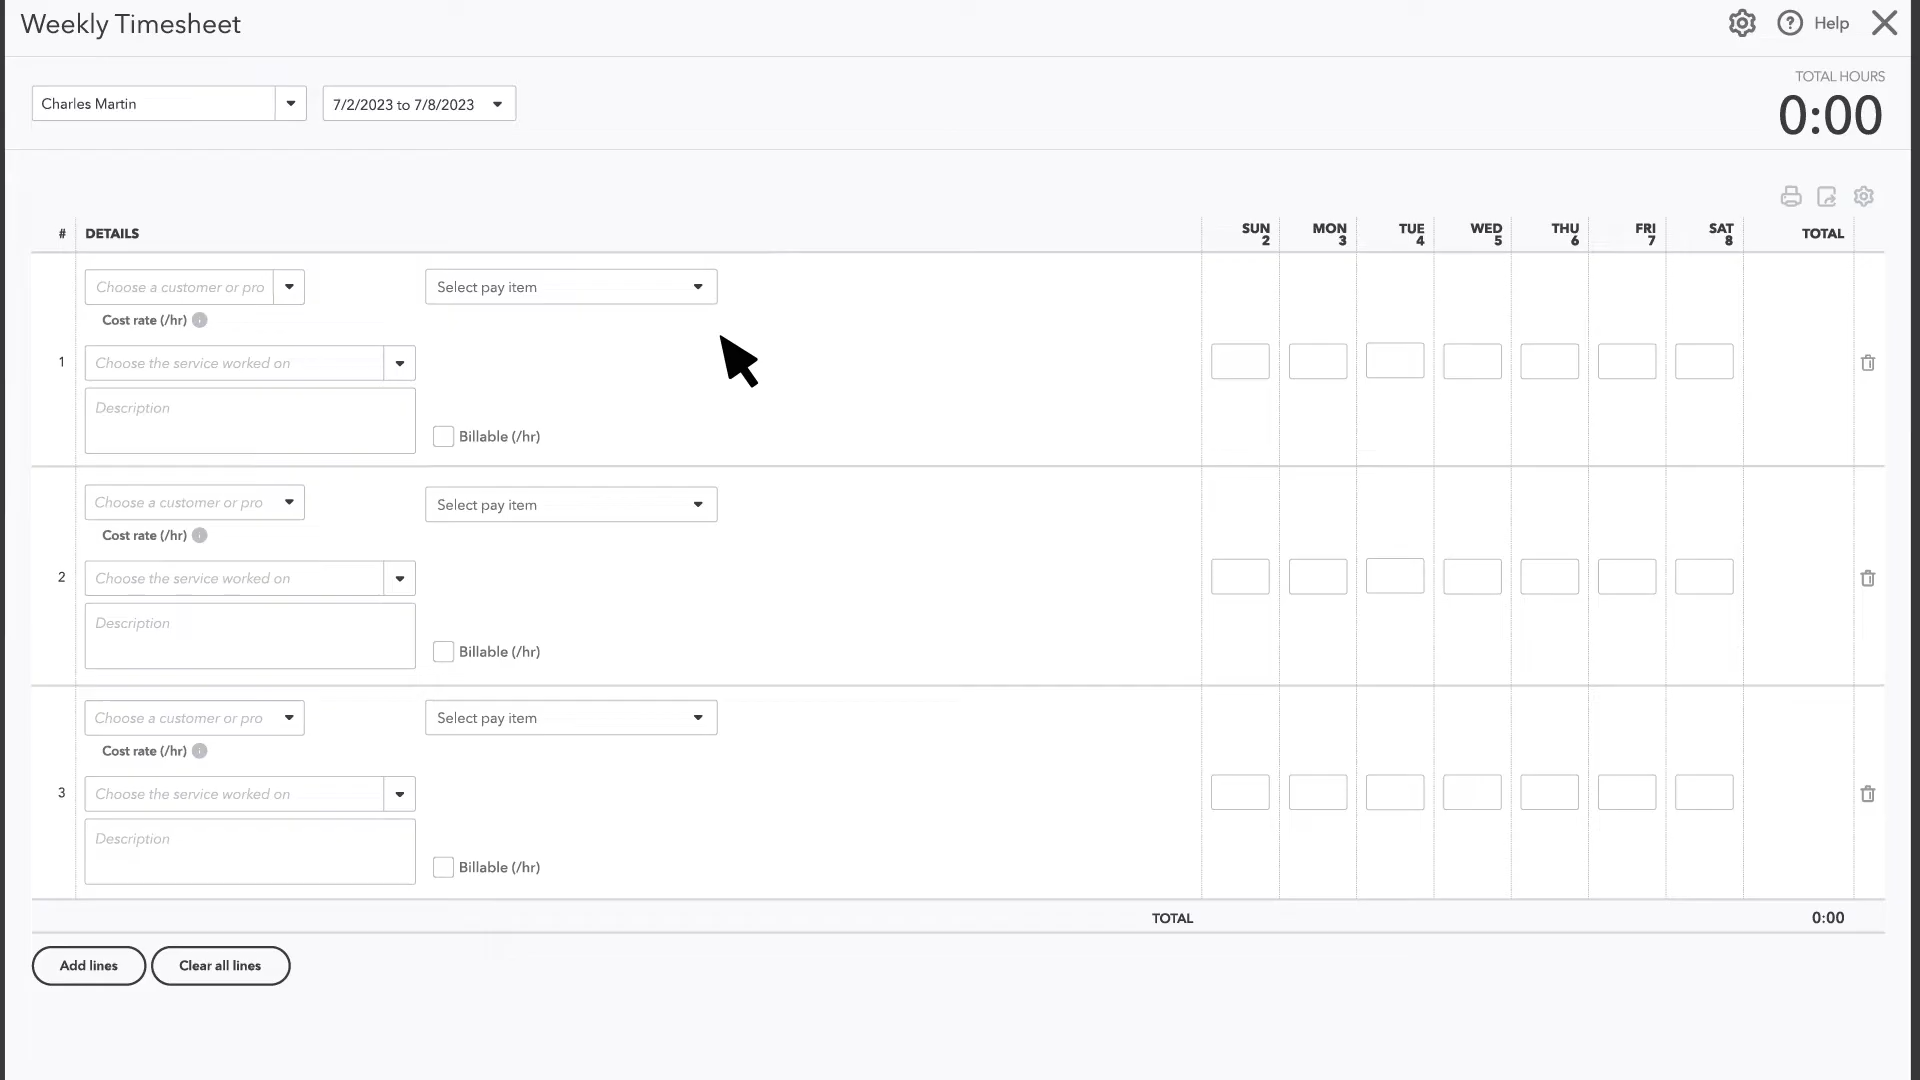 Weekly Timesheet
Help
Charles Martin
7/2/2023 to 7/8/2023
TOTAL HOURS
0:00
# DETAILS SUN 2 MON 3 TUE 4 WED 5 THU 6 FRI 7 SAT 8 TOTAL
Choose a customer or pro
Select pay item
Cost rate (/hr)
1
Choose the service worked on
Description
Billable (/hr)
Choose a customer or pro
Select pay item
Cost rate (/hr)
2
Choose the service worked on
Description
Billable (/hr)
Choose a customer or pro
Select pay item
Cost rate (/hr)
3
Choose the service worked on
Description
Billable (/hr)
TOTAL 0:00
Add lines
Clear all lines